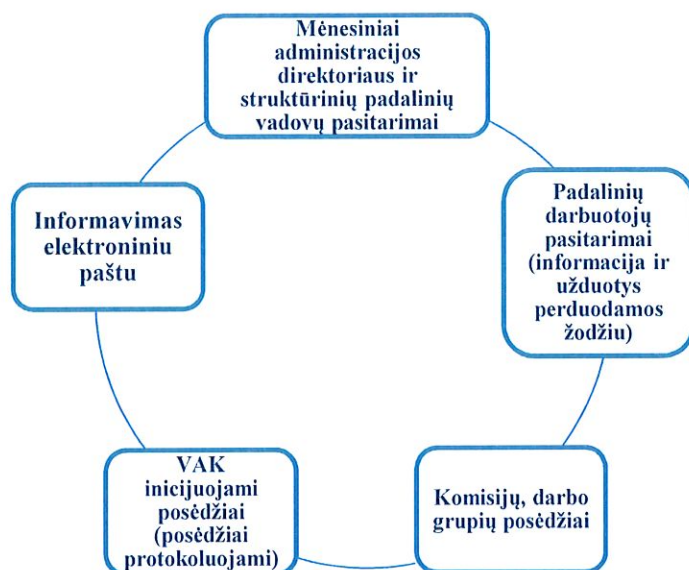 Mėnesiniai
administracijos
direktoriaus ir
struktūrinių padalinių
vadovų pasitarimai
Padalinių
darbuotojų
pasitarimai
(informacija ir
užduotys
perduodamos
žodžiu)
Komisijų, darbo
grupių posėdžiai
VAK
inicijuojami
posėdžiai
(posėdžiai
protokoluojami)
Informavimas
elektroniniu
paštu